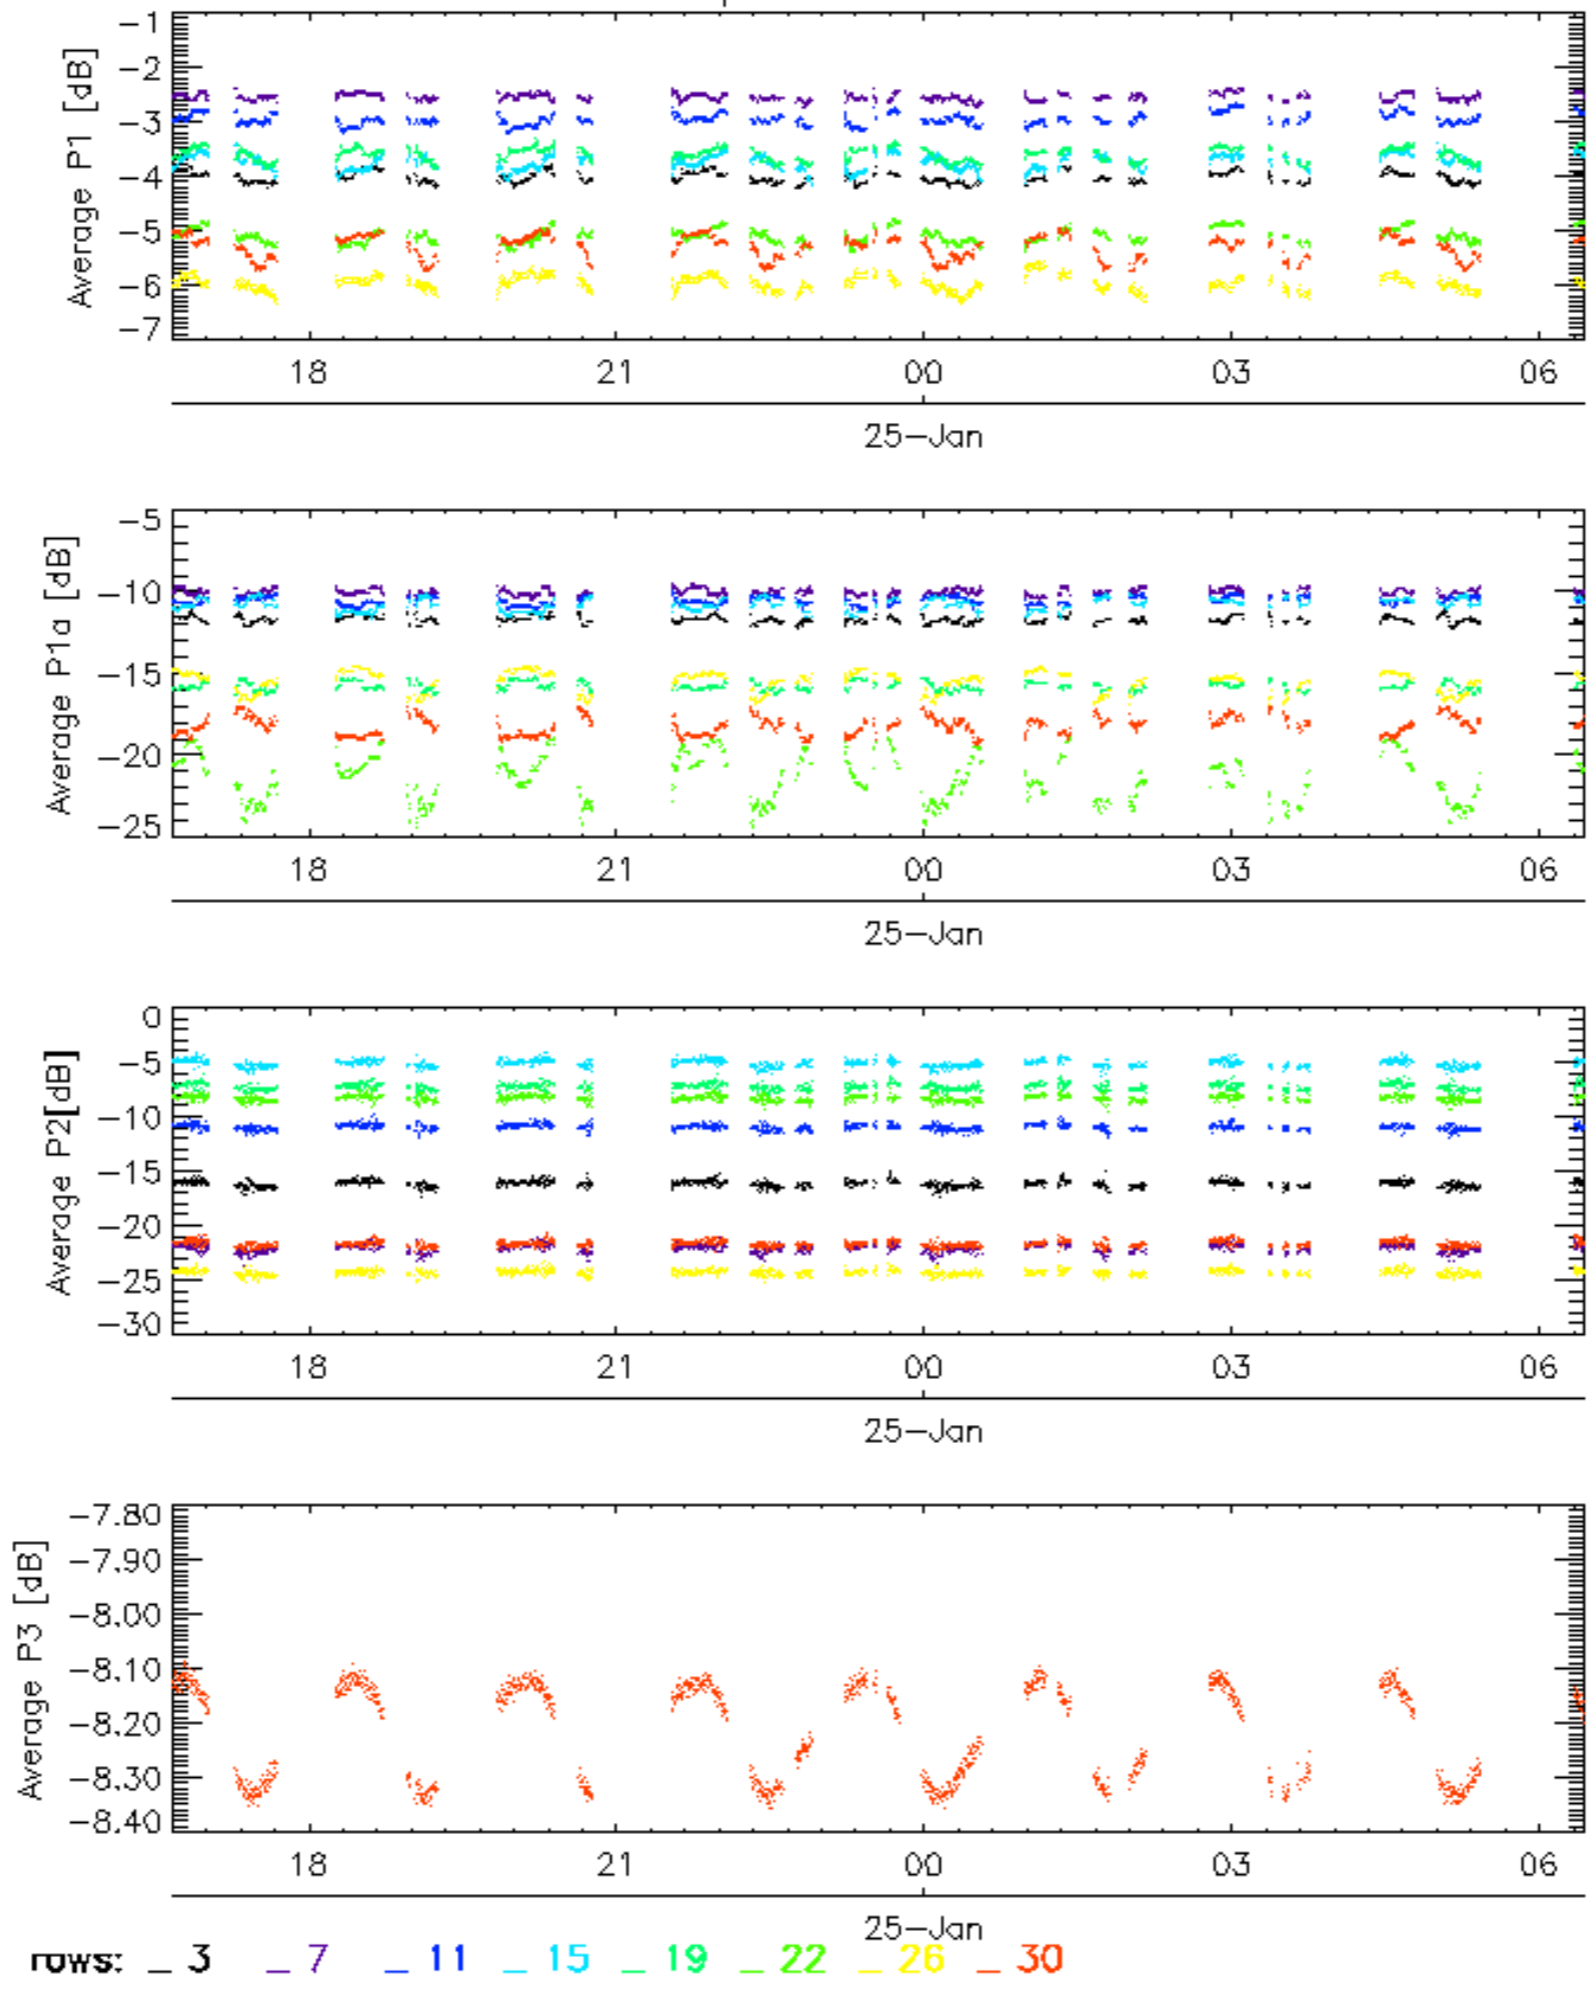 Average P1 [dB]
-1
-2
-3
-4
-5
-6
-7
18 21 00 03 06
25-Jan
Average P1a [dB]
-5
-10
-15
-20
-25
18 21 00 03 06
25-Jan
Average P2[dB]
0
-5
-10
-15
-20
-25
-30
18 21 00 03 06
25-Jan
Average P3 [dB]
-7.80
-7.90
-8.00
-8.10
-8.20
-8.30
-8.40
18 21 00 03 06
25-Jan
rows: _ 3 _ 7 _ 11 _ 15 _ 19 _ 22 _ 26 _ 30